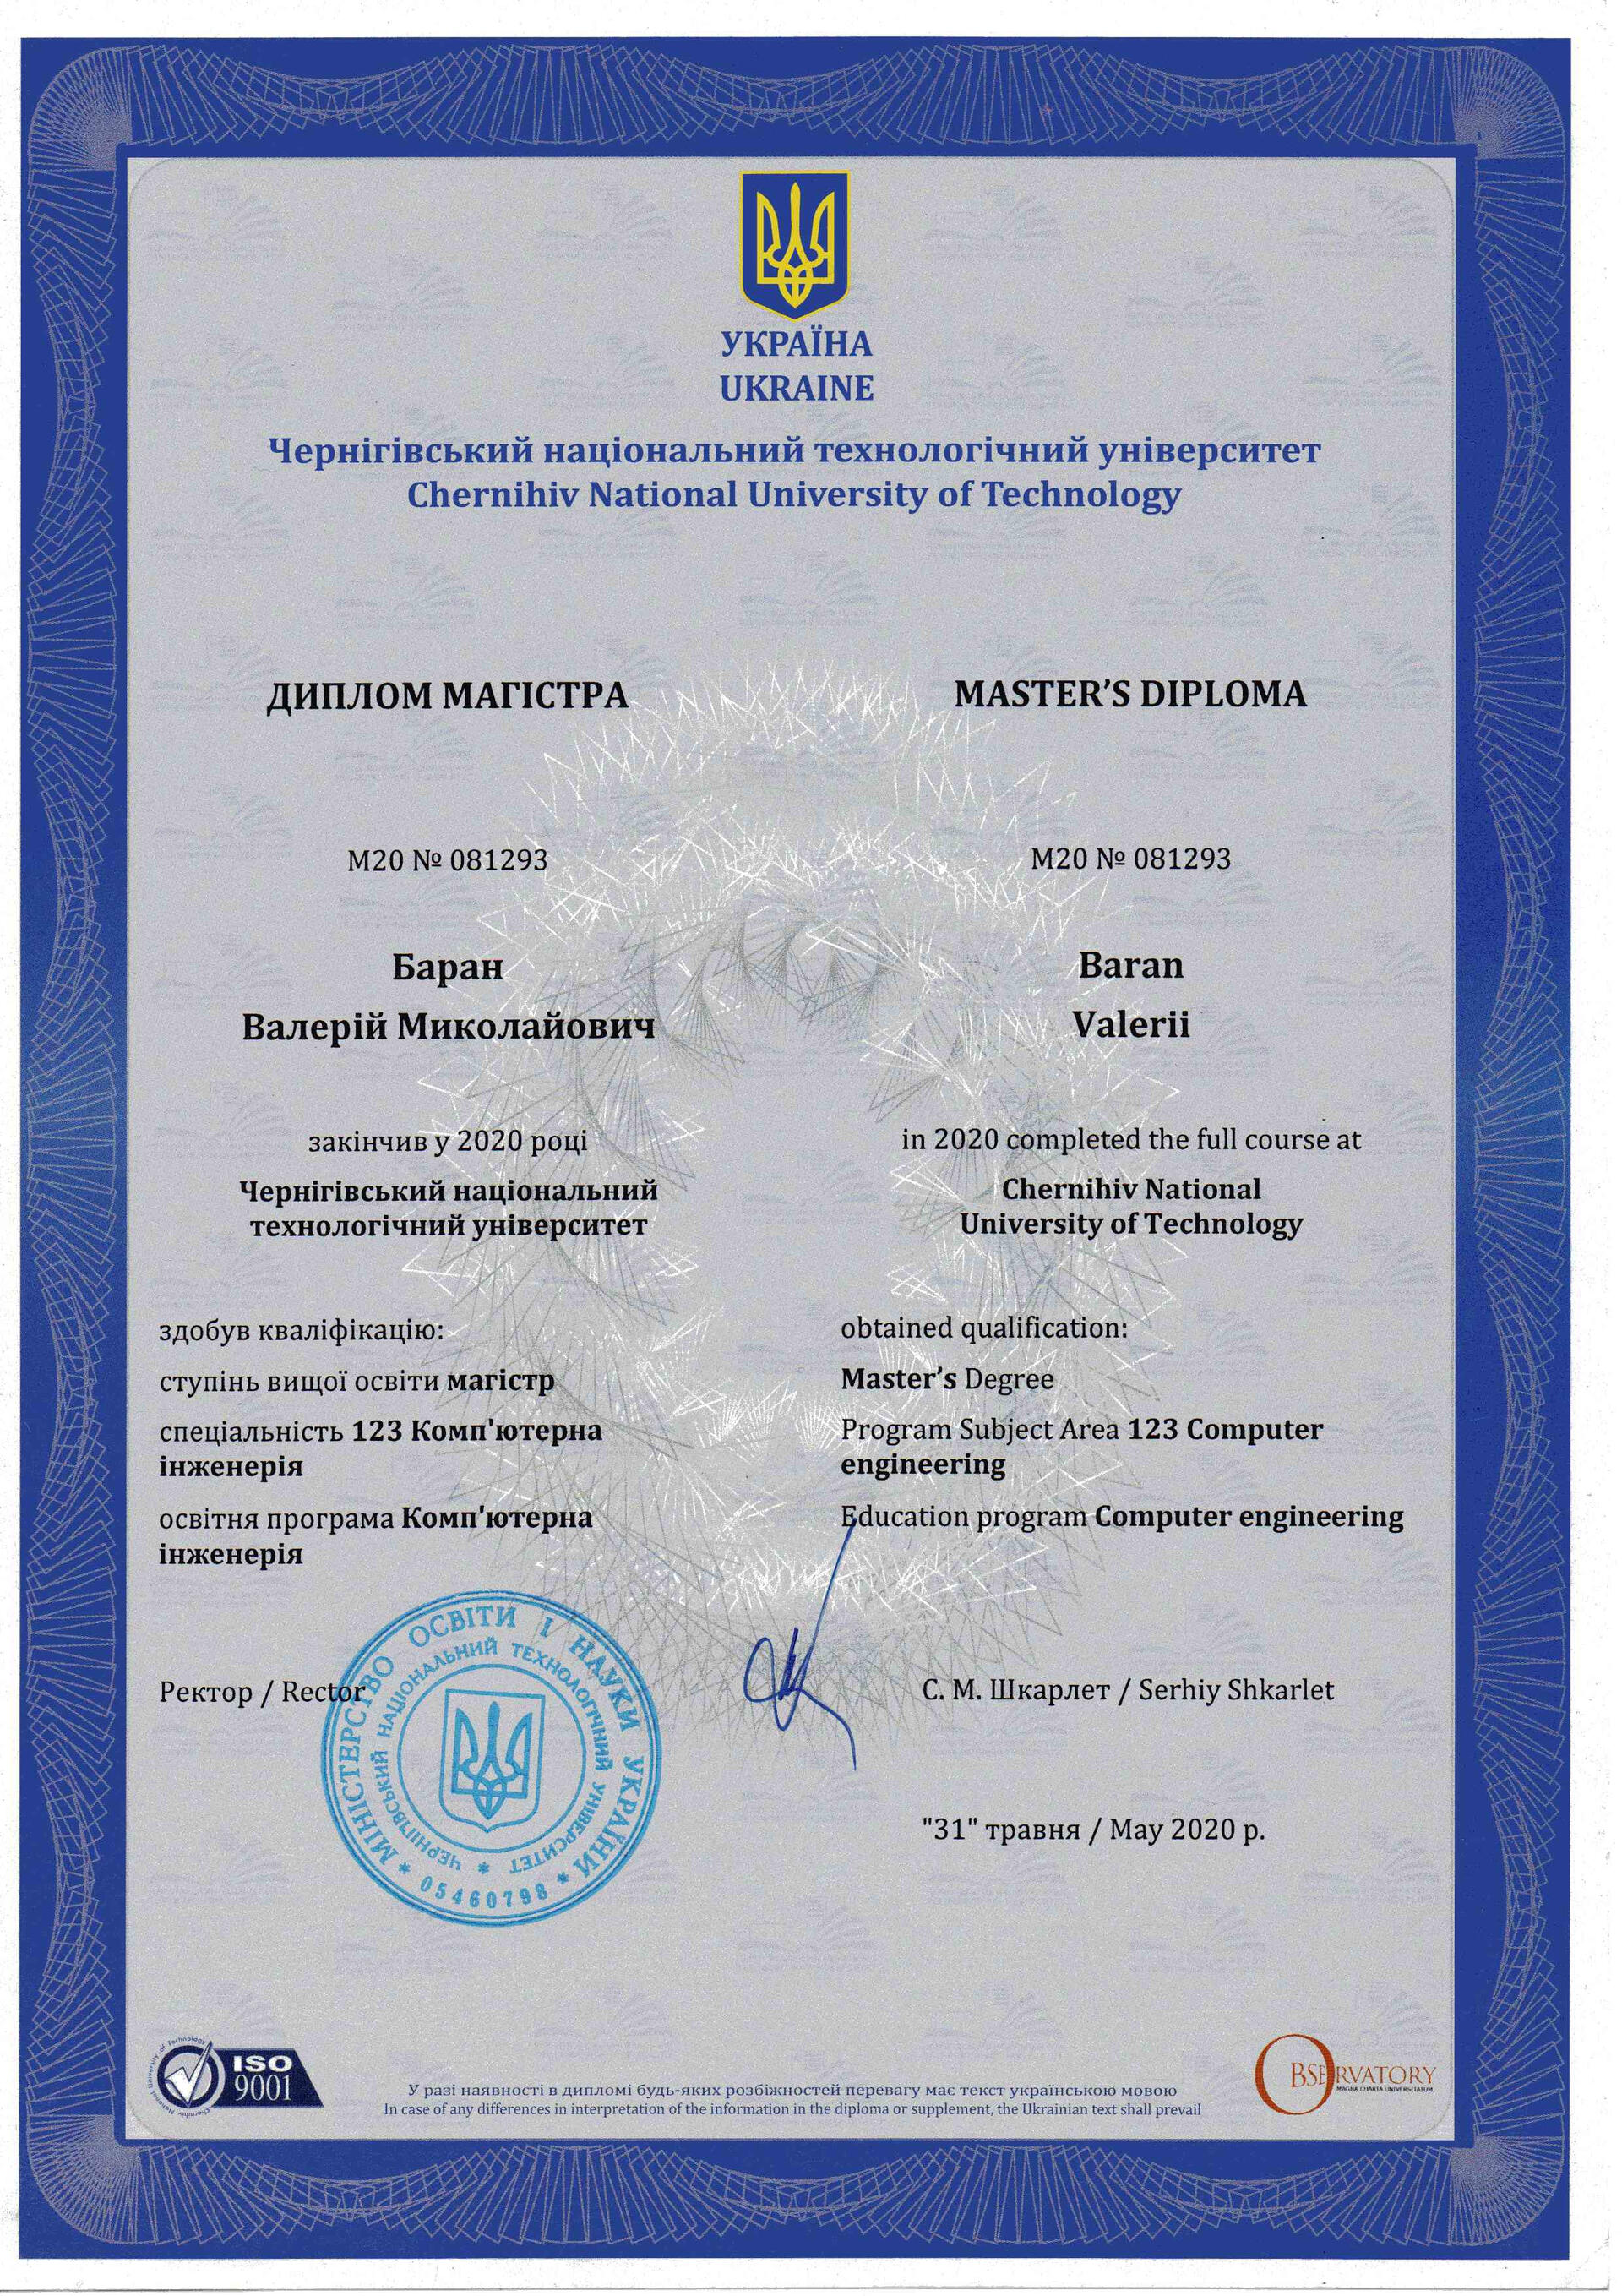 УКРАЇНА
UKRAINE
Чернігівський національний технологічний університет
Chernihiv National University of Technology
ДИПЛОМ МАГІСТРА
М20 № 081293
Баран
Валерій Миколайович
закінчив у 2020 році
Чернігівський національний
технологічний університет
здобув кваліфікацію:
ступінь вищої освіти магістр
спеціальність 123 Комп'ютерна
інженерія
освітня програма Комп'ютерна
інженерія
MASTER’S DIPLOMA
М20 № 081293
Baran
Valerii
in 2020 completed the full course at
Chernihiv National
University of Technology
obtained qualification:
Master’s Degree
Program Subject Area 123 Computer
engineering
Education program Computer engineering
Ректор / Rector
С. М. Шкарлет / Serhiy Shkarlet
МІНІСТЕРСТВО ОСВІТИ І НАУКИ УКРАЇНИ
ЧЕРНІГІВСЬКИЙ НАЦІОНАЛЬНИЙ ТЕХНОЛОГІЧНИЙ УНІВЕРСИТЕТ
* 05460798 *
"31" травня / May 2020 р.
Chernihiv National University of Technology
ISO
9001
У разі наявності в дипломі будь-яких розбіжностей перевагу має текст українською мовою
In case of any differences in interpretation of the information in the diploma or supplement, the Ukrainian text shall prevail
OBSERVATORY
MAGNA CHARTA UNIVERSITATUM